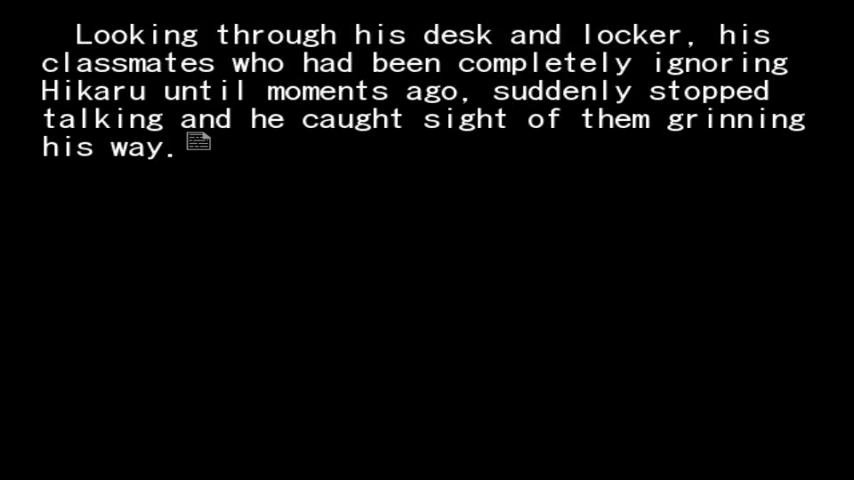 Looking through his desk and locker, his
classmates who had been completely ignoring
Hikaru until moments ago, suddenly stopped
talking and he caught sight of them grinning
his way.